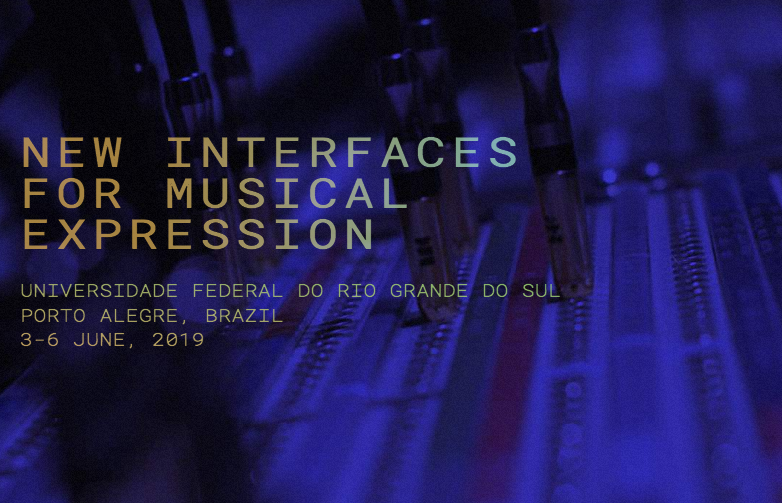 NEW INTERFACES
FOR MUSICAL
EXPRESSION
UNIVERSIDADE FEDERAL DO RIO GRANDE DO SUL
PORTO ALEGRE, BRAZIL
3-6 JUNE, 2019